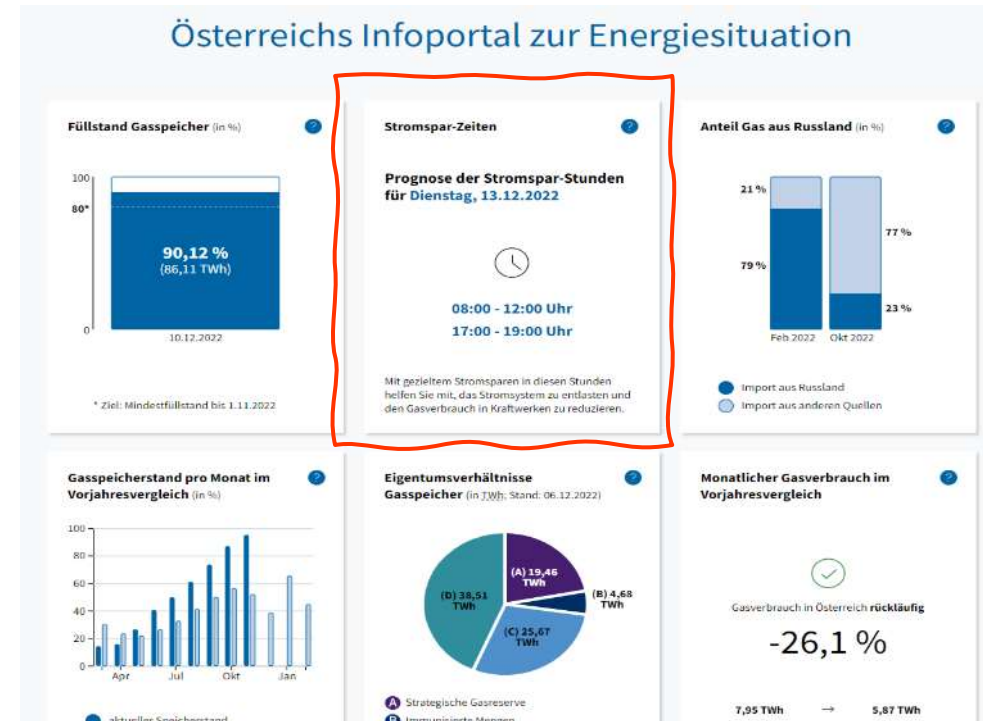 Österreichs Infoportal zur Energiesituation
Füllstand Gasspeicher (in %)
?
100
80*
90,12 %
(86,11 TWh)
0
10.12.2022
* Ziel: Mindestfüllstand bis 1.11.2022
Stromspar-Zeiten
?
Prognose der Stromspar-Stunden
für Dienstag, 13.12.2022
08:00 - 12:00 Uhr
17:00 - 19:00 Uhr
Mit gezieltem Stromsparen in diesen Stunden
helfen Sie mit, das Stromsystem zu entlasten und
den Gasverbrauch in Kraftwerken zu reduzieren.
Anteil Gas aus Russland (in %)
?
21 %
77 %
79 %
23 %
Feb 2022 Okt 2022
Import aus Russland
Import aus anderen Quellen
Gasspeicherstand pro Monat im
Vorjahresvergleich (in %)
?
100
80
60
40
20
0
Apr Jul Okt Jan
aktueller Speicherstand
Eigentumsverhältnisse
Gasspeicher (in TWh; Stand: 06.12.2022)
?
(A) 19,46
TWh
(B) 4,68
TWh
(C) 25,67
TWh
(D) 38,51
TWh
A Strategische Gasreserve
B Immunisierte Mengen
Monatlicher Gasverbrauch im
Vorjahresvergleich
?
Gasverbrauch in Österreich rückläufig
-26,1 %
7,95 TWh → 5,87 TWh